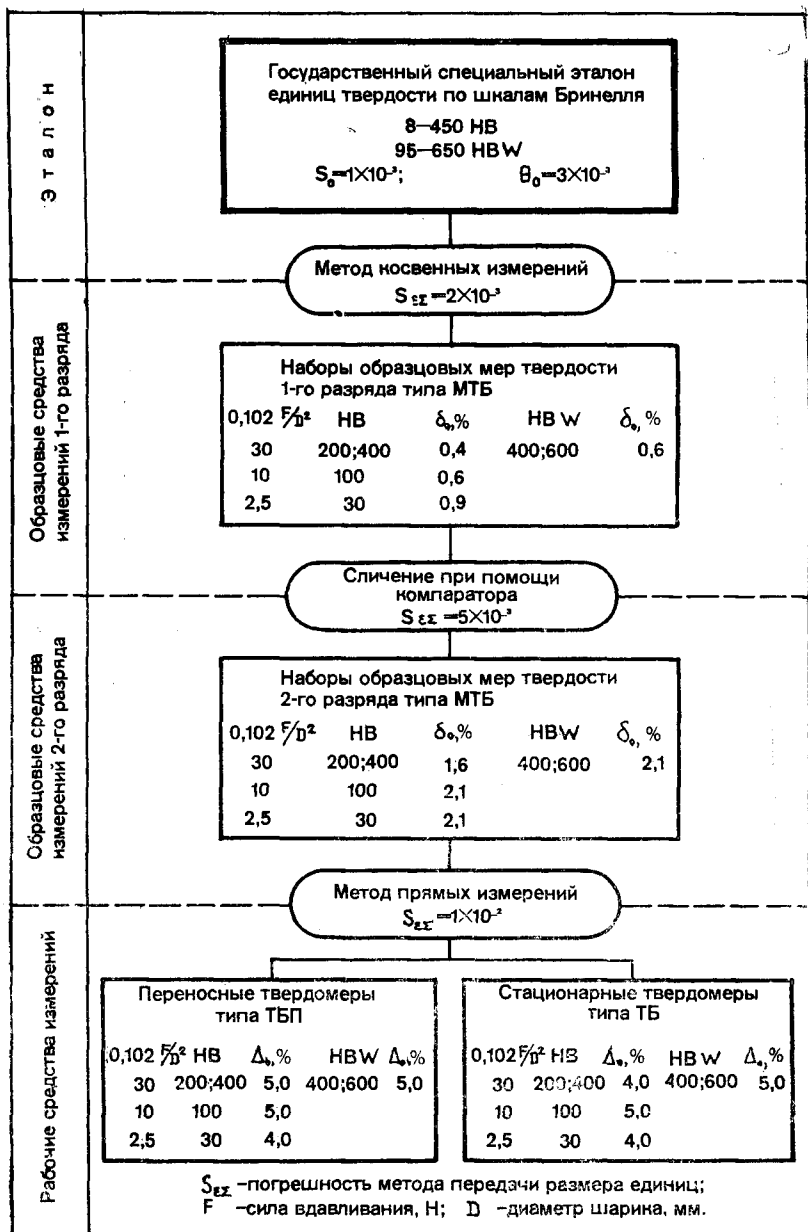 Эталон
Государственный специальный эталон
единиц твердости по шкалам Бринелля
8—450 HB
95—650 HBW
S₀=1×10⁻³; θ₀=3×10⁻³
Метод косвенных измерений
S_εΣ=2×10⁻³
Образцовые средства
измерений 1-го разряда
Наборы образцовых мер твердости
1-го разряда типа МТБ
0,102 F/D² HB δ₀,% HBW δ₀,%
30 200;400 0,4 400;600 0,6
10 100 0,6
2,5 30 0,9
Сличение при помощи
компаратора
S_εΣ=5×10⁻³
Образцовые средства
измерений 2-го разряда
Наборы образцовых мер твердости
2-го разряда типа МТБ
0,102 F/D² HB δ₀,% HBW δ₀,%
30 200;400 1,6 400;600 2,1
10 100 2,1
2,5 30 2,1
Метод прямых измерений
S_εΣ=1×10⁻²
Рабочие средства измерений
Переносные твердомеры
типа ТБП
0,102 F/D² HB Δ₀,% HBW Δ₀,%
30 200;400 5,0 400;600 5,0
10 100 5,0
2,5 30 4,0
Стационарные твердомеры
типа ТБ
0,102 F/D² HB Δ₀,% HBW Δ₀,%
30 200;400 4,0 400;600 5,0
10 100 5,0
2,5 30 4,0
S_εΣ —погрешность метода передачи размера единиц;
F —сила вдавливания, Н; D —диаметр шарика, мм.